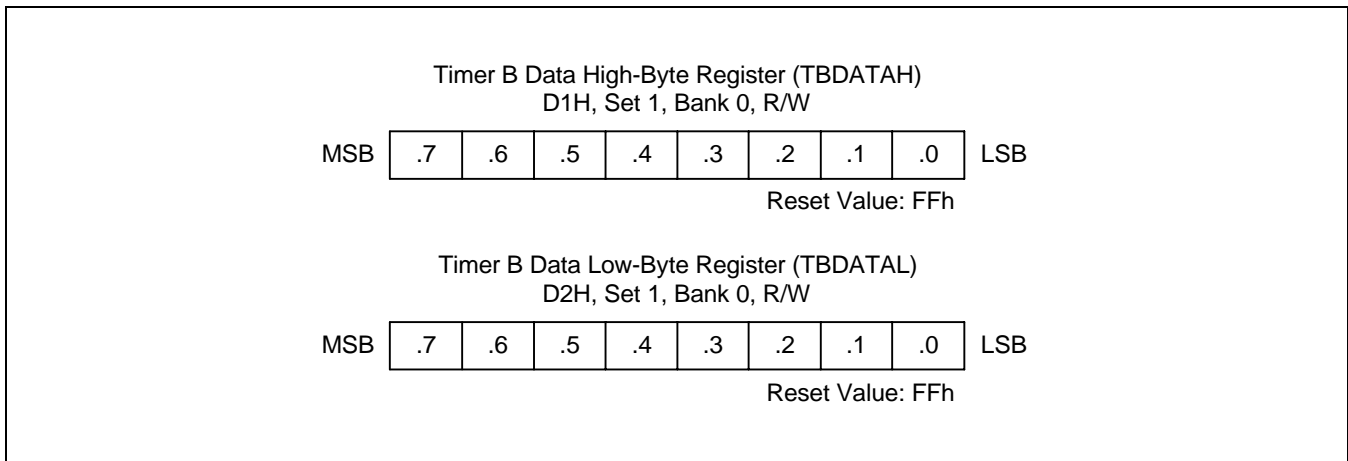 Timer B Data High-Byte Register (TBDATAH)
D1H, Set 1, Bank 0, R/W
MSB .7 .6 .5 .4 .3 .2 .1 .0 LSB
Reset Value: FFh
Timer B Data Low-Byte Register (TBDATAL)
D2H, Set 1, Bank 0, R/W
MSB .7 .6 .5 .4 .3 .2 .1 .0 LSB
Reset Value: FFh